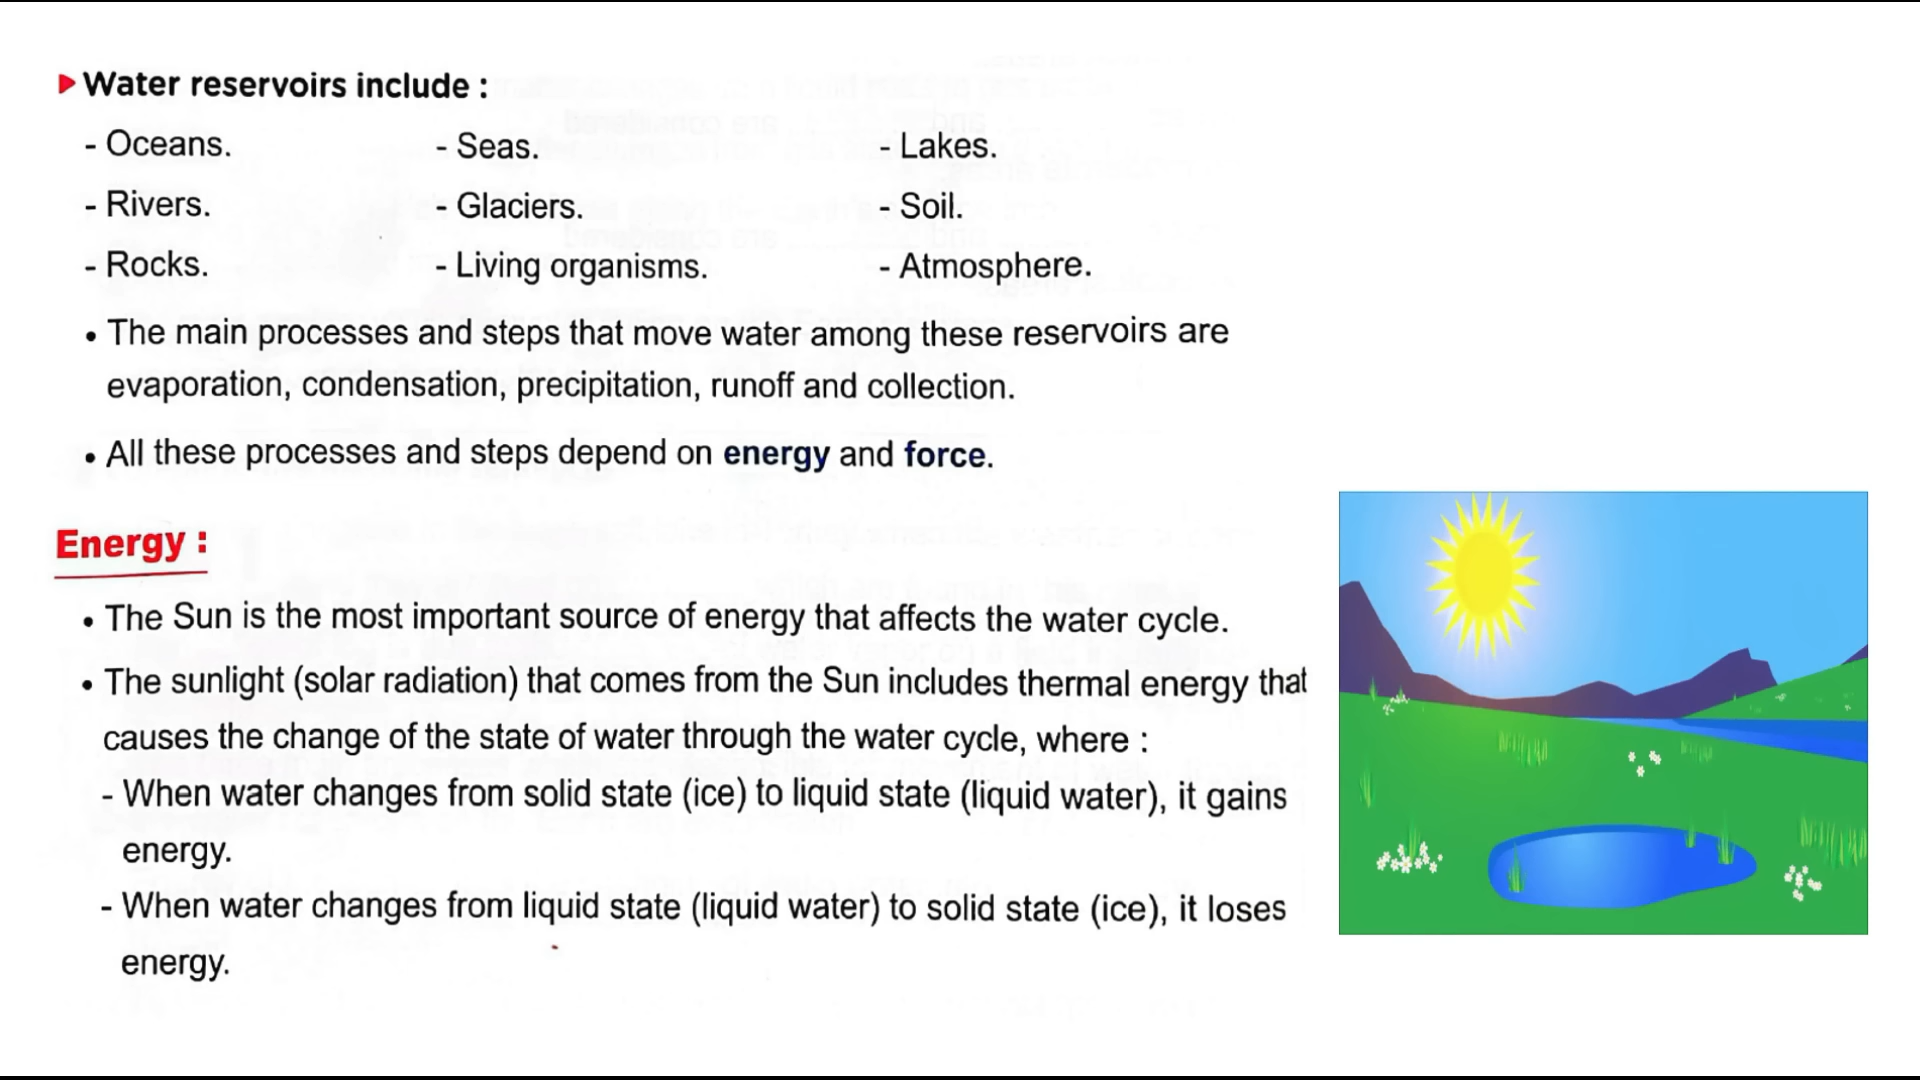 Water reservoirs include :
- Oceans. - Seas. - Lakes.
- Rivers. - Glaciers. - Soil.
- Rocks. - Living organisms. - Atmosphere.
• The main processes and steps that move water among these reservoirs are
evaporation, condensation, precipitation, runoff and collection.
• All these processes and steps depend on energy and force.
Energy :
• The Sun is the most important source of energy that affects the water cycle.
• The sunlight (solar radiation) that comes from the Sun includes thermal energy that
causes the change of the state of water through the water cycle, where :
- When water changes from solid state (ice) to liquid state (liquid water), it gains
energy.
- When water changes from liquid state (liquid water) to solid state (ice), it loses
energy.